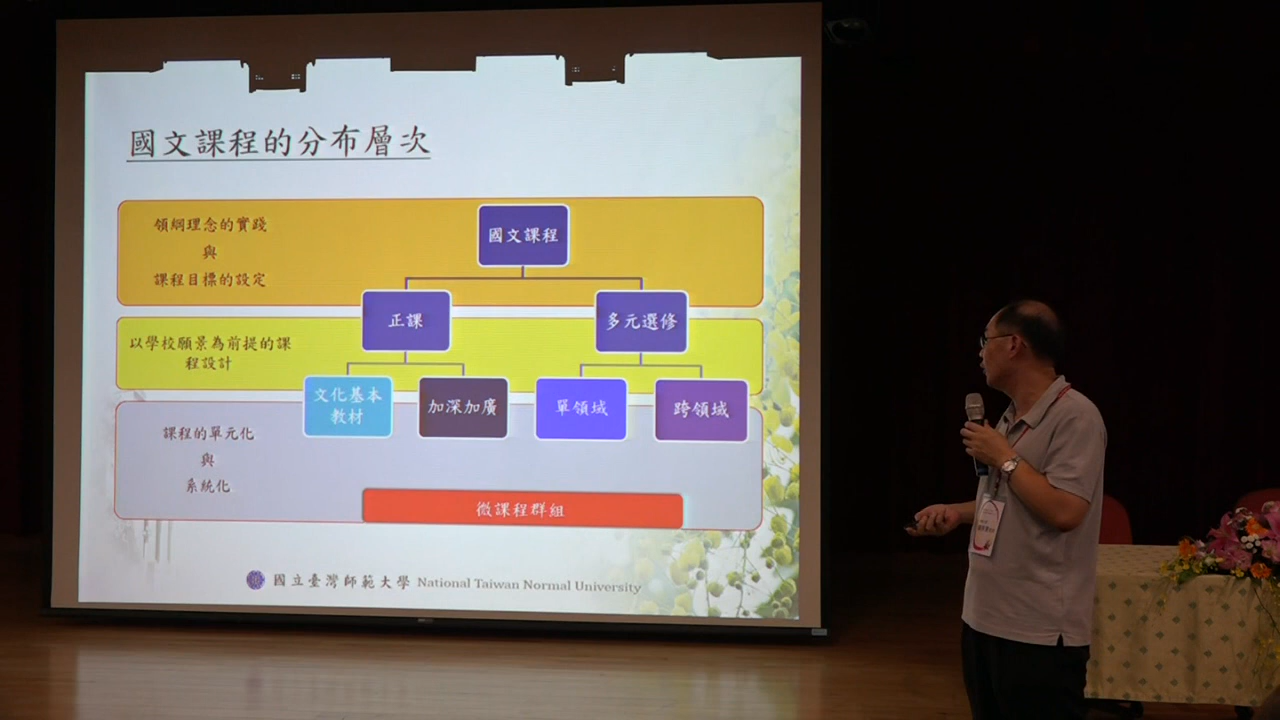 國文課程的分布層次
領綱理念的實踐
與
課程目標的設定
國文課程
正課
多元選修
以學校願景為前提的課
程設計
文化基本
教材
加深加廣
單領域
跨領域
課程的單元化
與
系統化
微課程群組
國立臺灣師範大學 National Taiwan Normal University